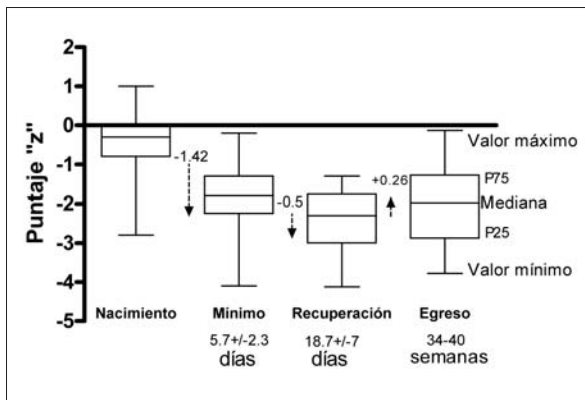 Puntaje "z"
2
1
0
-1
-2
-3
-4
-5
-1.42
-0.5
+0.26
Valor máximo
P75
Mediana
P25
Valor mínimo
Nacimiento Mínimo Recuperación Egreso
5.7+/-2.3 18.7+/-7 34-40
días días semanas